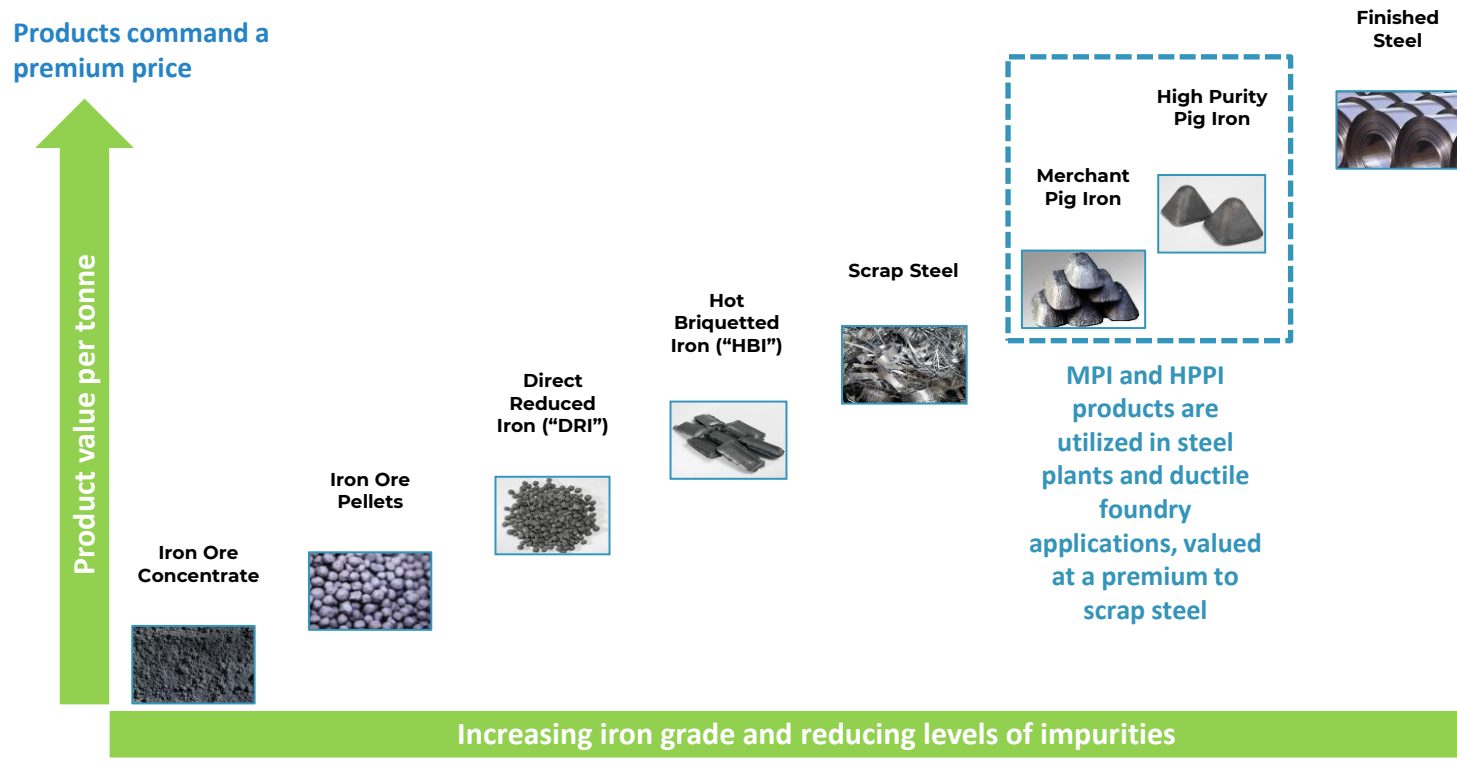 Products command a
premium price
Product value per tonne
Iron Ore
Concentrate
Iron Ore
Pellets
Direct
Reduced
Iron (“DRI”)
Hot
Briquetted
Iron (“HBI”)
Scrap Steel
Merchant
Pig Iron
High Purity
Pig Iron
Finished
Steel
MPI and HPPI
products are
utilized in steel
plants and ductile
foundry
applications, valued
at a premium to
scrap steel
Increasing iron grade and reducing levels of impurities